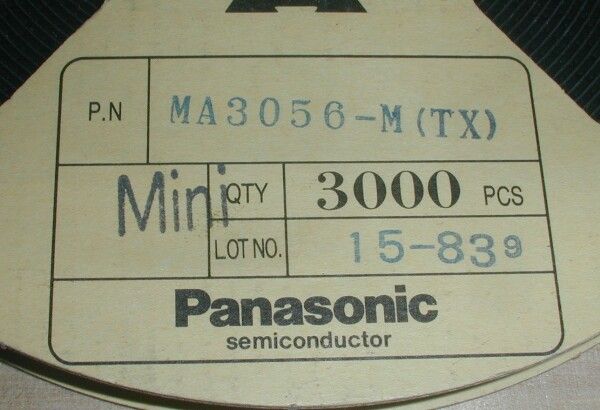 A
P.N MA3056-M (TX)
Mini QTY 3000 PCS
LOT NO. 15-839
Panasonic
semiconductor